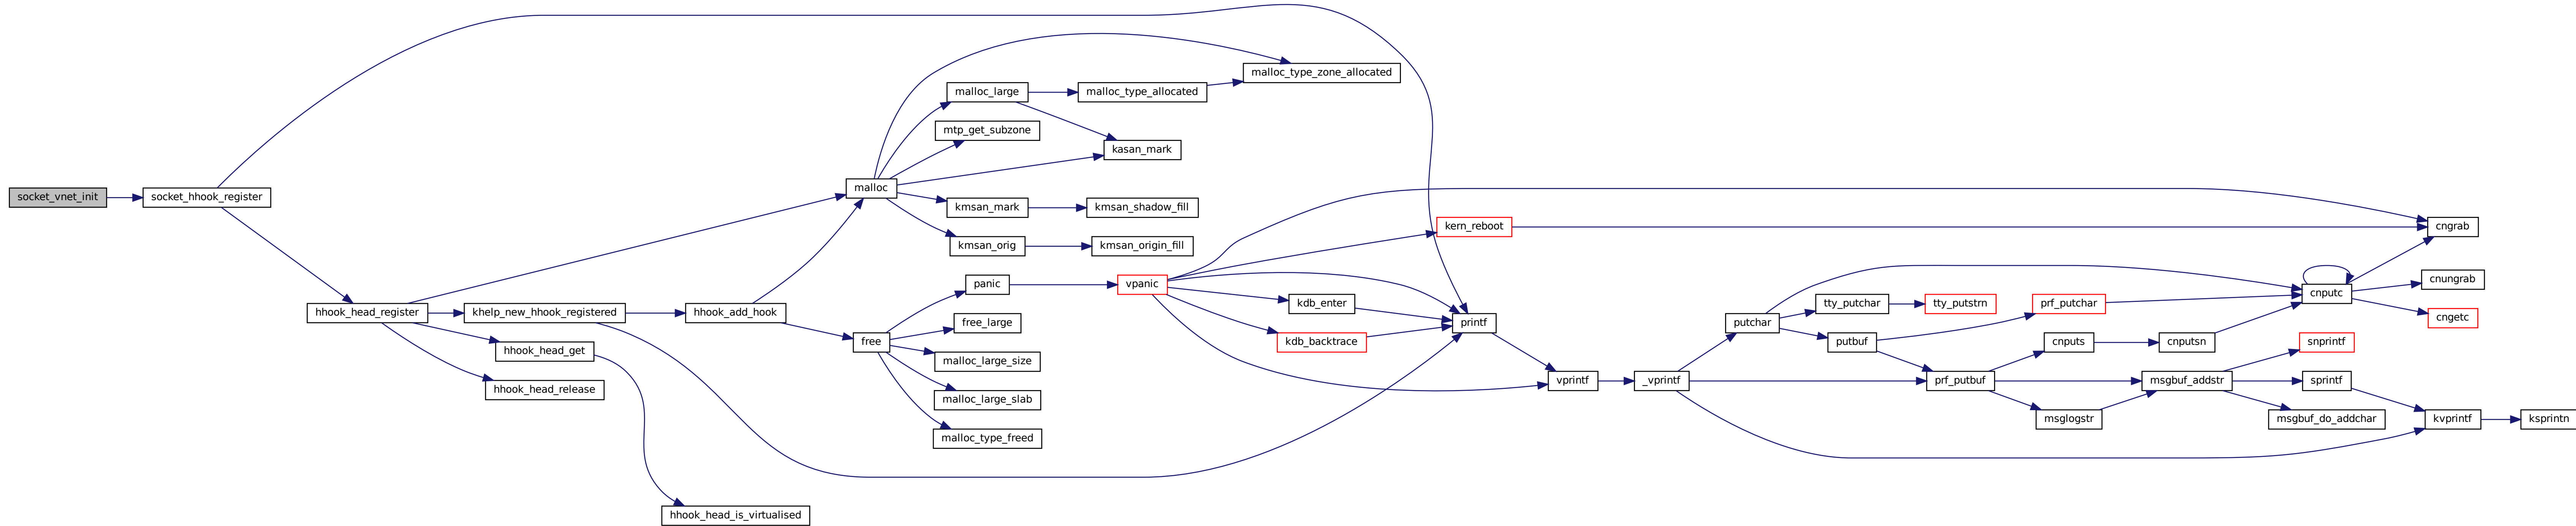 socket_vnet_init
socket_hhook_register
hhook_head_register
khelp_new_hhook_registered
hhook_head_get
hhook_head_release
hhook_add_hook
hhook_head_is_virtualised
malloc
free
malloc_large
mtp_get_subzone
kmsan_mark
kmsan_orig
panic
free_large
malloc_large_size
malloc_large_slab
malloc_type_freed
malloc_type_allocated
kasan_mark
kmsan_shadow_fill
kmsan_origin_fill
vpanic
malloc_type_zone_allocated
kdb_enter
kdb_backtrace
kern_reboot
printf
vprintf
_vprintf
putchar
tty_putchar
putbuf
tty_putstrn
prf_putbuf
prf_putchar
cnputs
msglogstr
cnputsn
msgbuf_addstr
cnputc
snprintf
sprintf
msgbuf_do_addchar
cngrab
cnungrab
cngetc
kvprintf
ksprintn